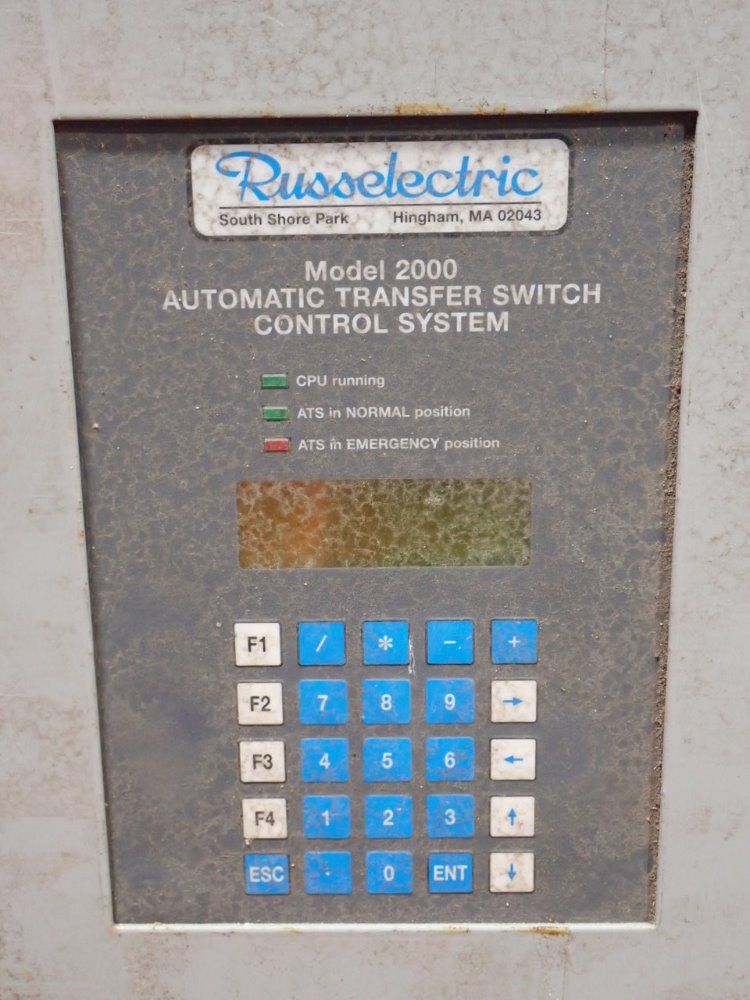 Russelectric
South Shore Park Hingham, MA 02043
Model 2000
AUTOMATIC TRANSFER SWITCH
CONTROL SYSTEM
CPU running
ATS in NORMAL position
ATS in EMERGENCY position
F1 / * - +
F2 7 8 9 →
F3 4 5 6 ←
F4 1 2 3 ↑
ESC . 0 ENT ↓